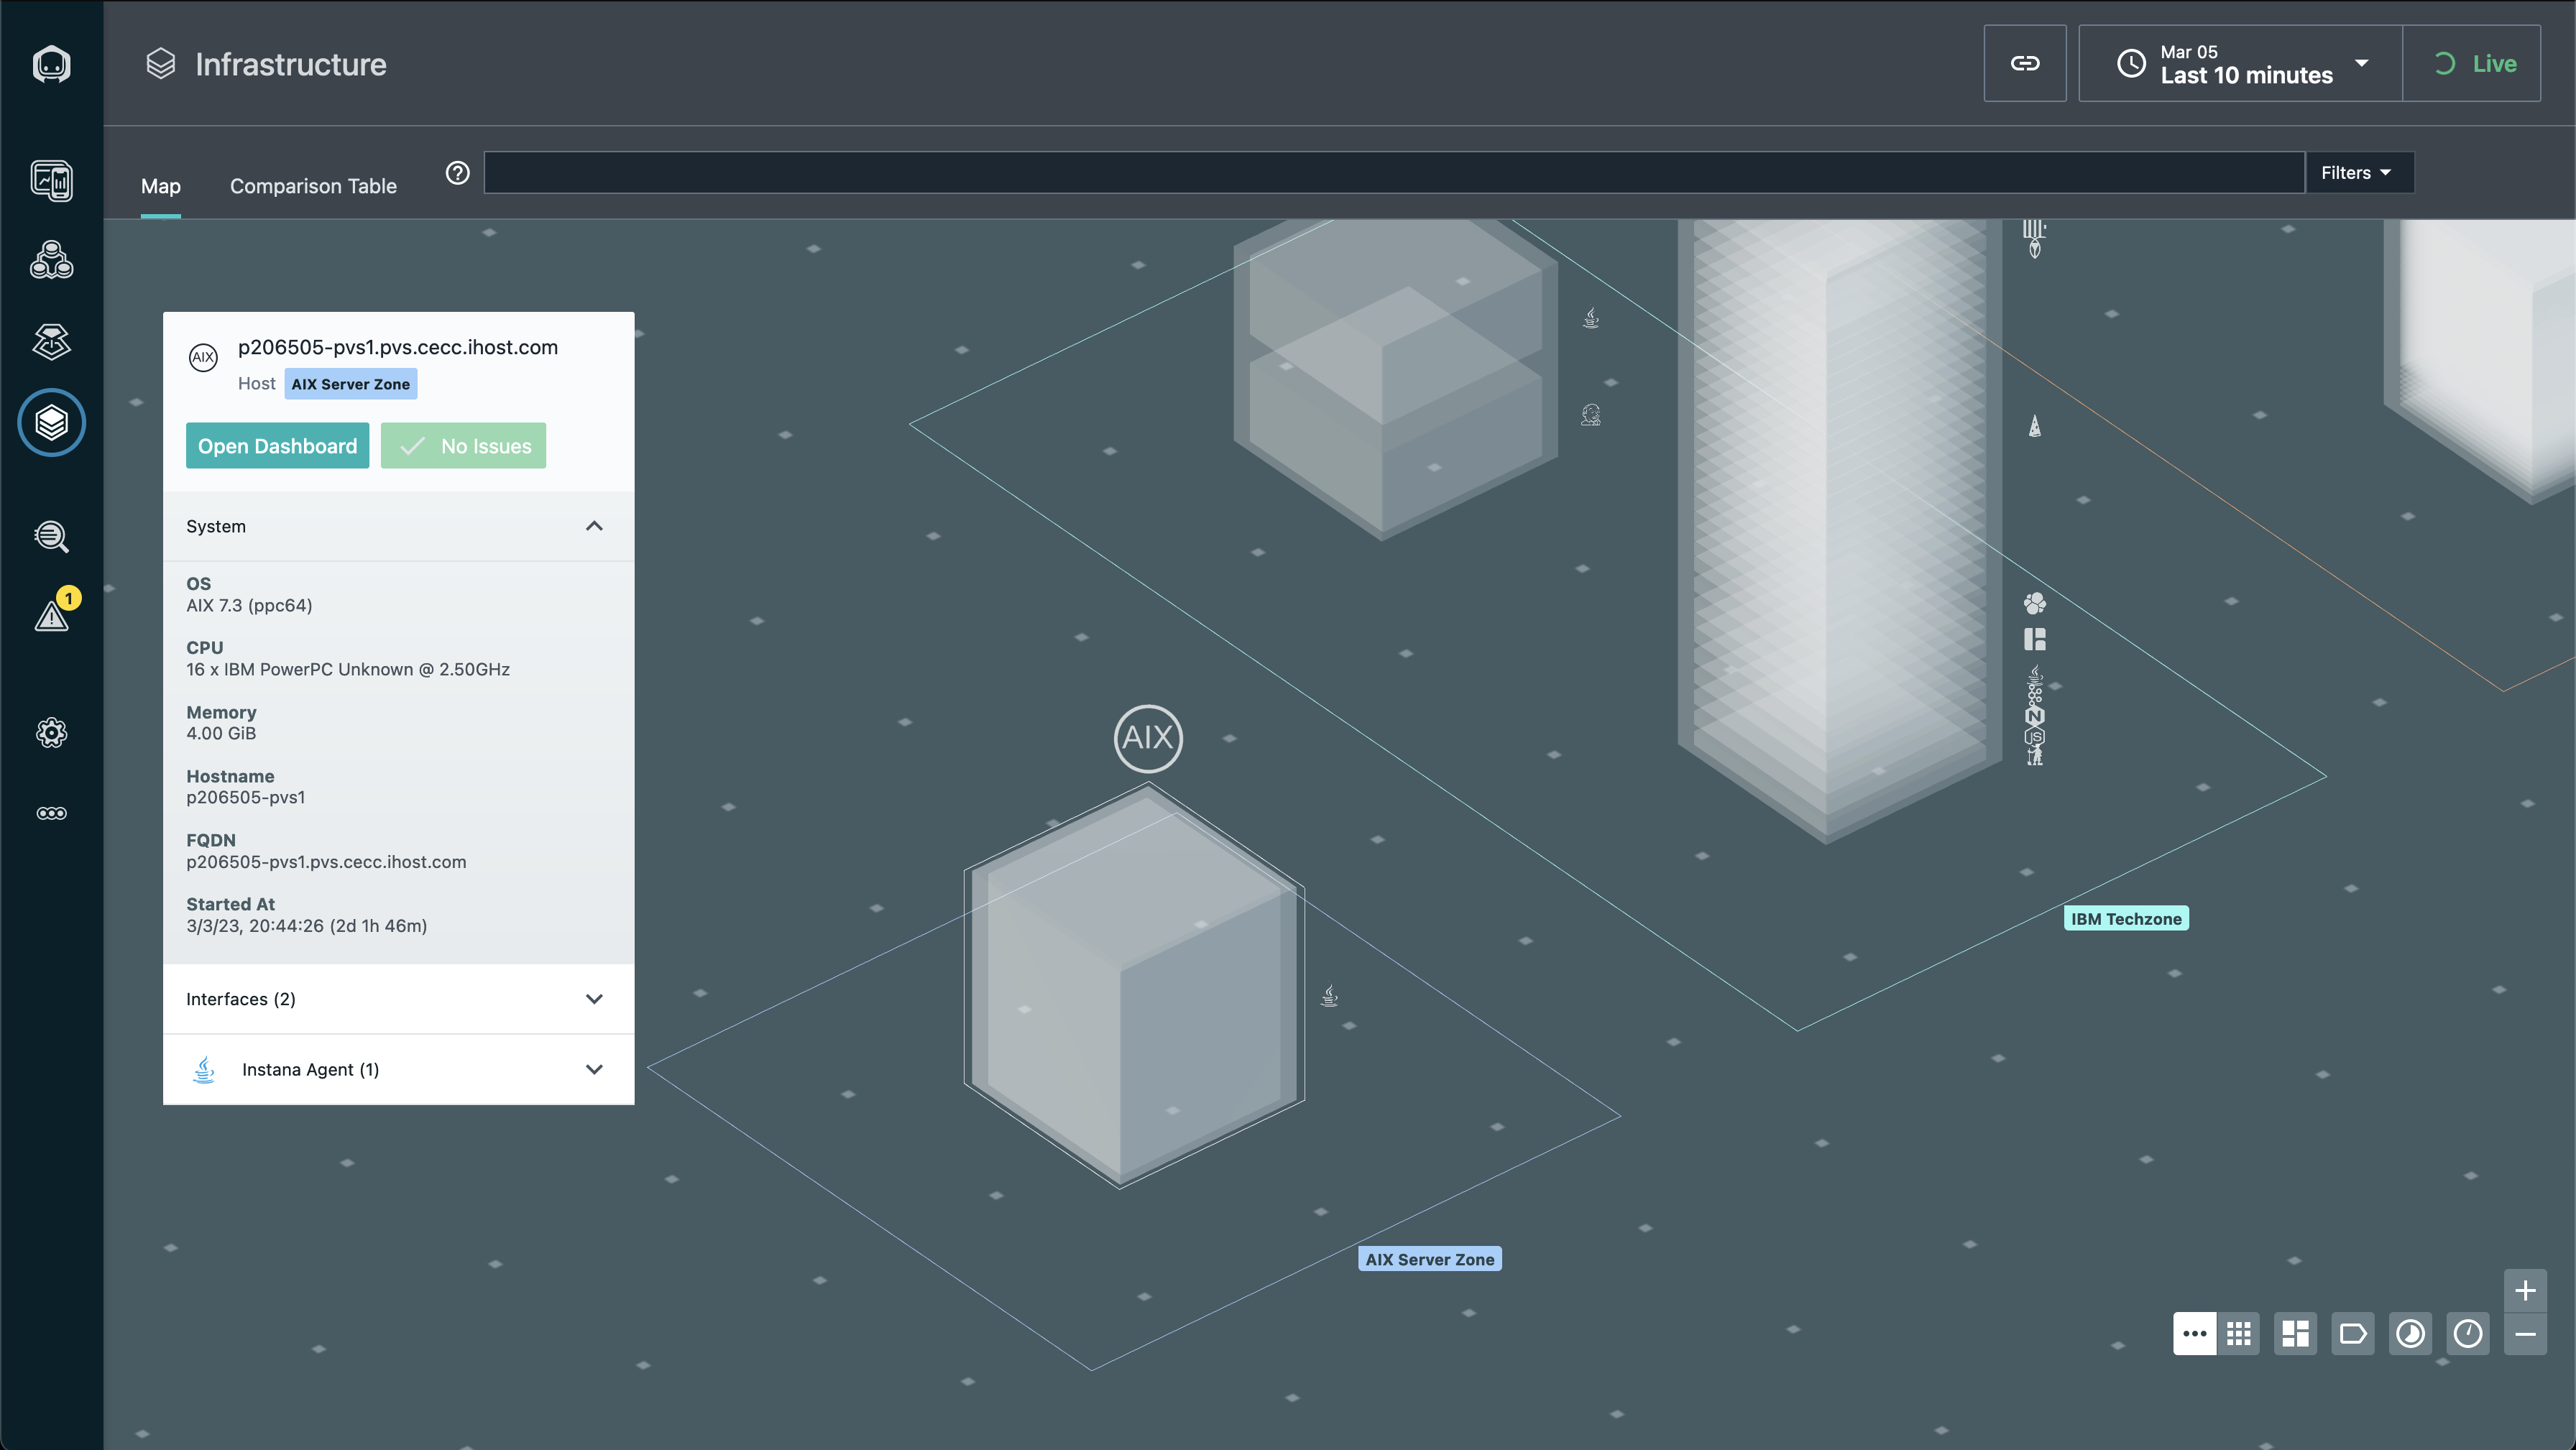 Infrastructure
Mar 05
Last 10 minutes
Live
Map
Comparison Table
?
Filters
AIX
p206505-pvs1.pvs.cecc.ihost.com
Host
AIX Server Zone
Open Dashboard
No Issues
System
OS
AIX 7.3 (ppc64)
CPU
16 x IBM PowerPC Unknown @ 2.50GHz
Memory
4.00 GiB
Hostname
p206505-pvs1
FQDN
p206505-pvs1.pvs.cecc.ihost.com
Started At
3/3/23, 20:44:26 (2d 1h 46m)
Interfaces (2)
Instana Agent (1)
1
AIX
N
JS
IBM Techzone
AIX Server Zone